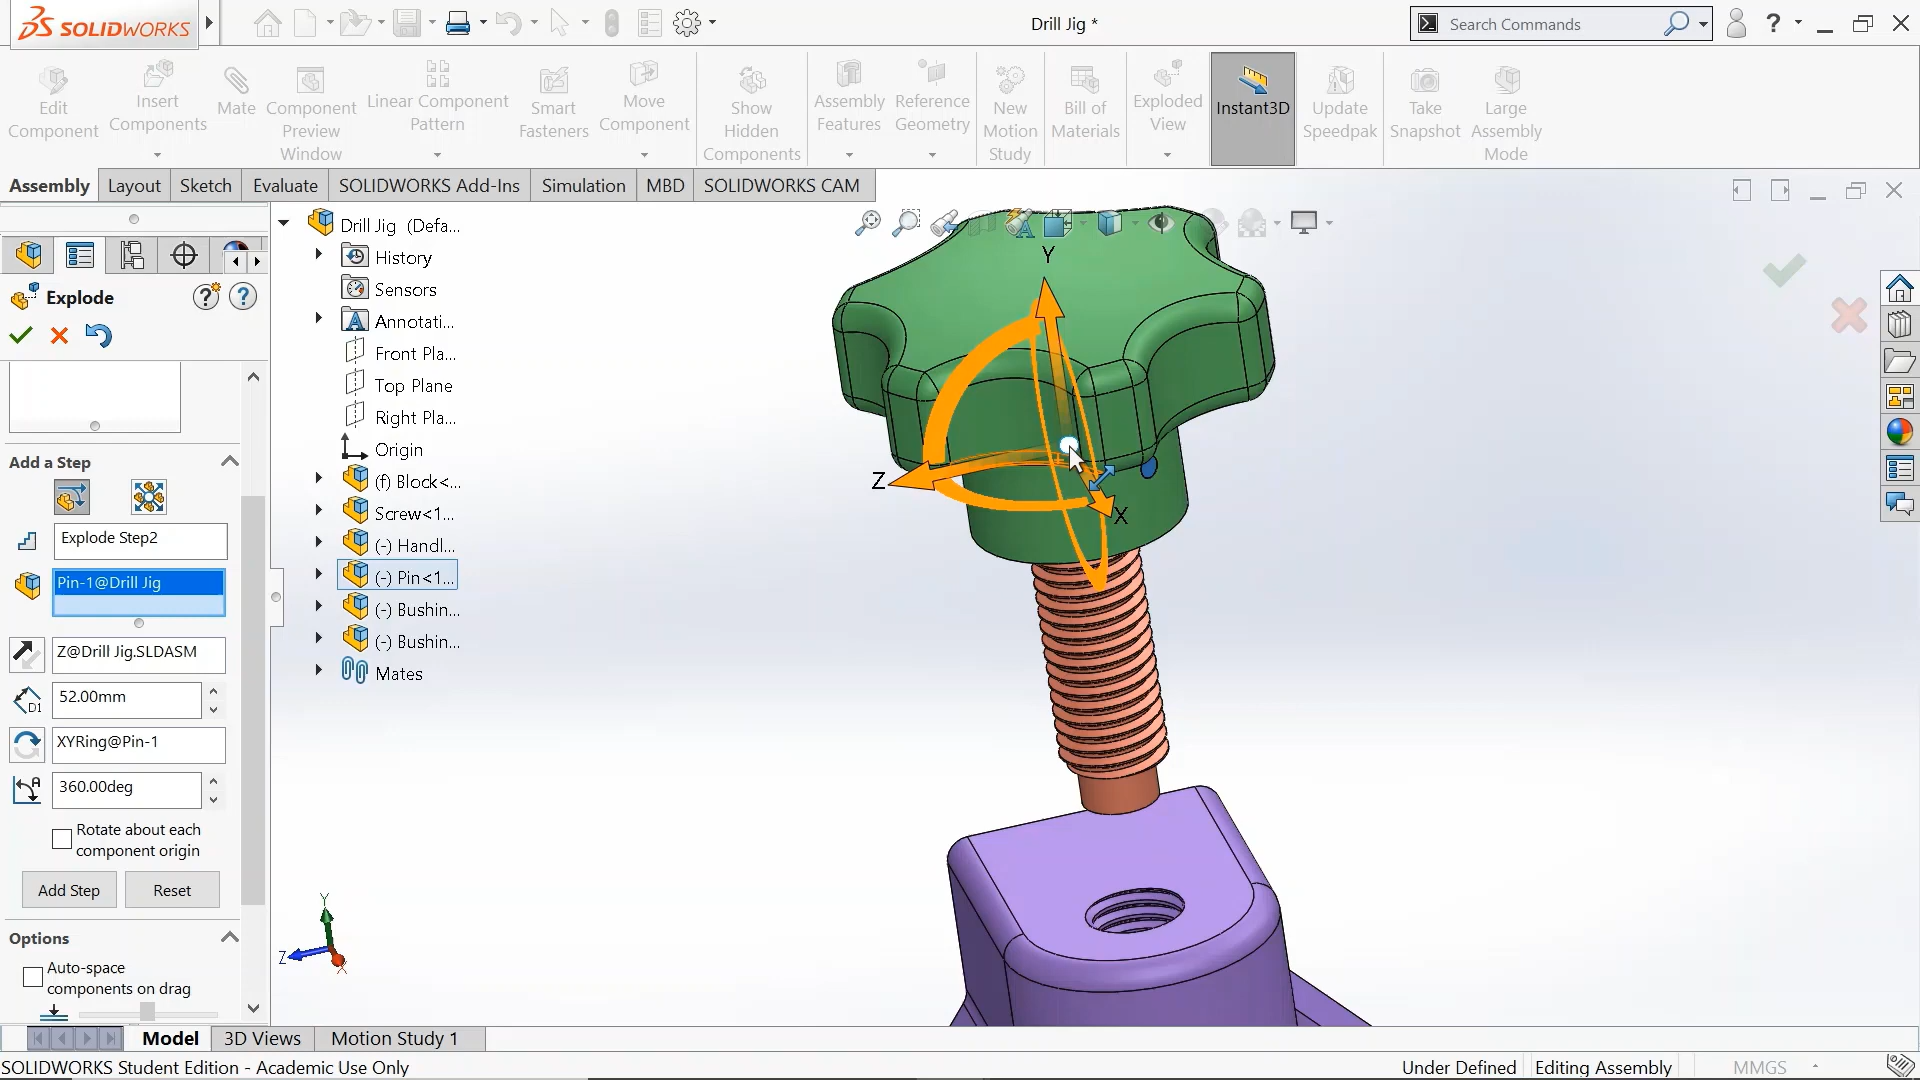 SOLIDWORKS
Drill Jig *
Search Commands
?
Edit Component
Insert Components
Mate
Component Preview Window
Linear Component Pattern
Smart Fasteners
Move Component
Show Hidden Components
Assembly Features
Reference Geometry
New Motion Study
Bill of Materials
Exploded View
Instant3D
Update Speedpak
Take Snapshot
Large Assembly Mode
Assembly
Layout
Sketch
Evaluate
SOLIDWORKS Add-Ins
Simulation
MBD
SOLIDWORKS CAM
Explode
Add a Step
Explode Step2
Pin-1@Drill Jig
Z@Drill Jig.SLDASM
D1
52.00mm
XYRing@Pin-1
A
360.00deg
Rotate about each
component origin
Add Step
Reset
Options
Auto-space
components on drag
Drill Jig (Defa...
History
Sensors
Annotati...
Front Pla...
Top Plane
Right Pla...
Origin
(f) Block<...
Screw<1...
(-) Handl...
(-) Pin<1...
(-) Bushin...
(-) Bushin...
Mates
Y
Z
X
Y
Z
X
Model
3D Views
Motion Study 1
SOLIDWORKS Student Edition - Academic Use Only
Under Defined
Editing Assembly
MMGS